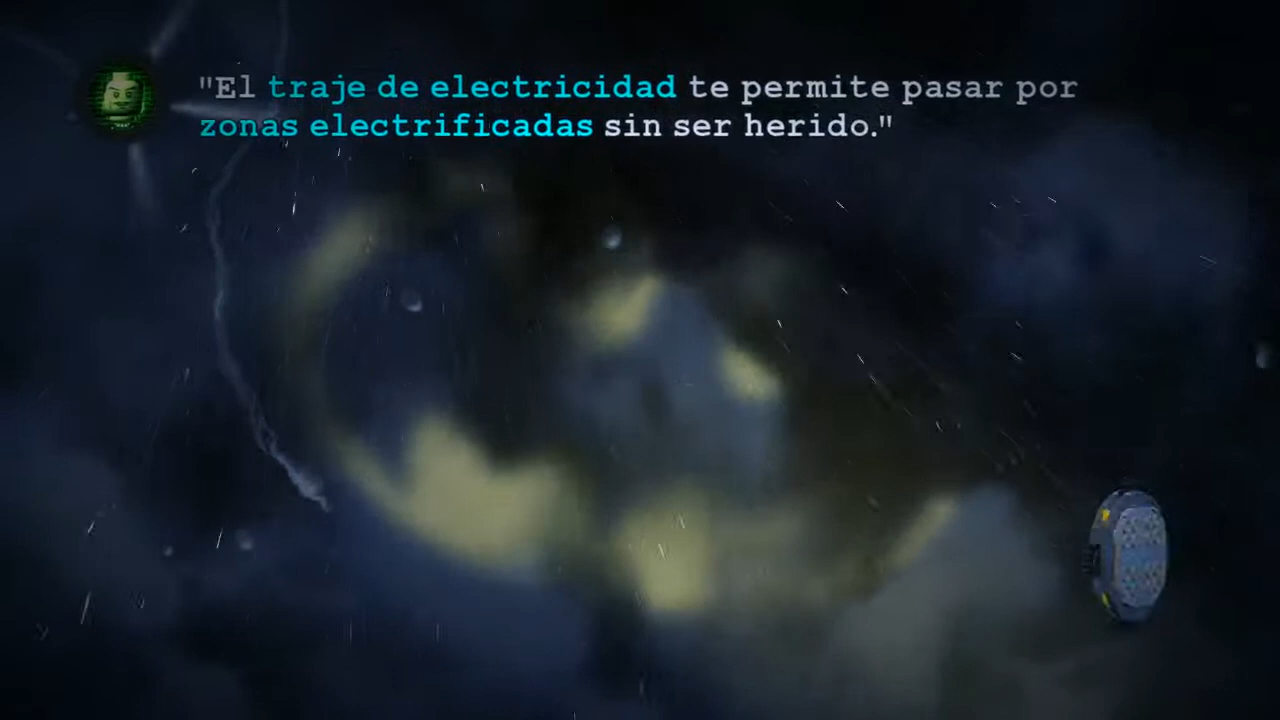 "El traje de electricidad te permite pasar por
zonas electrificadas sin ser herido."